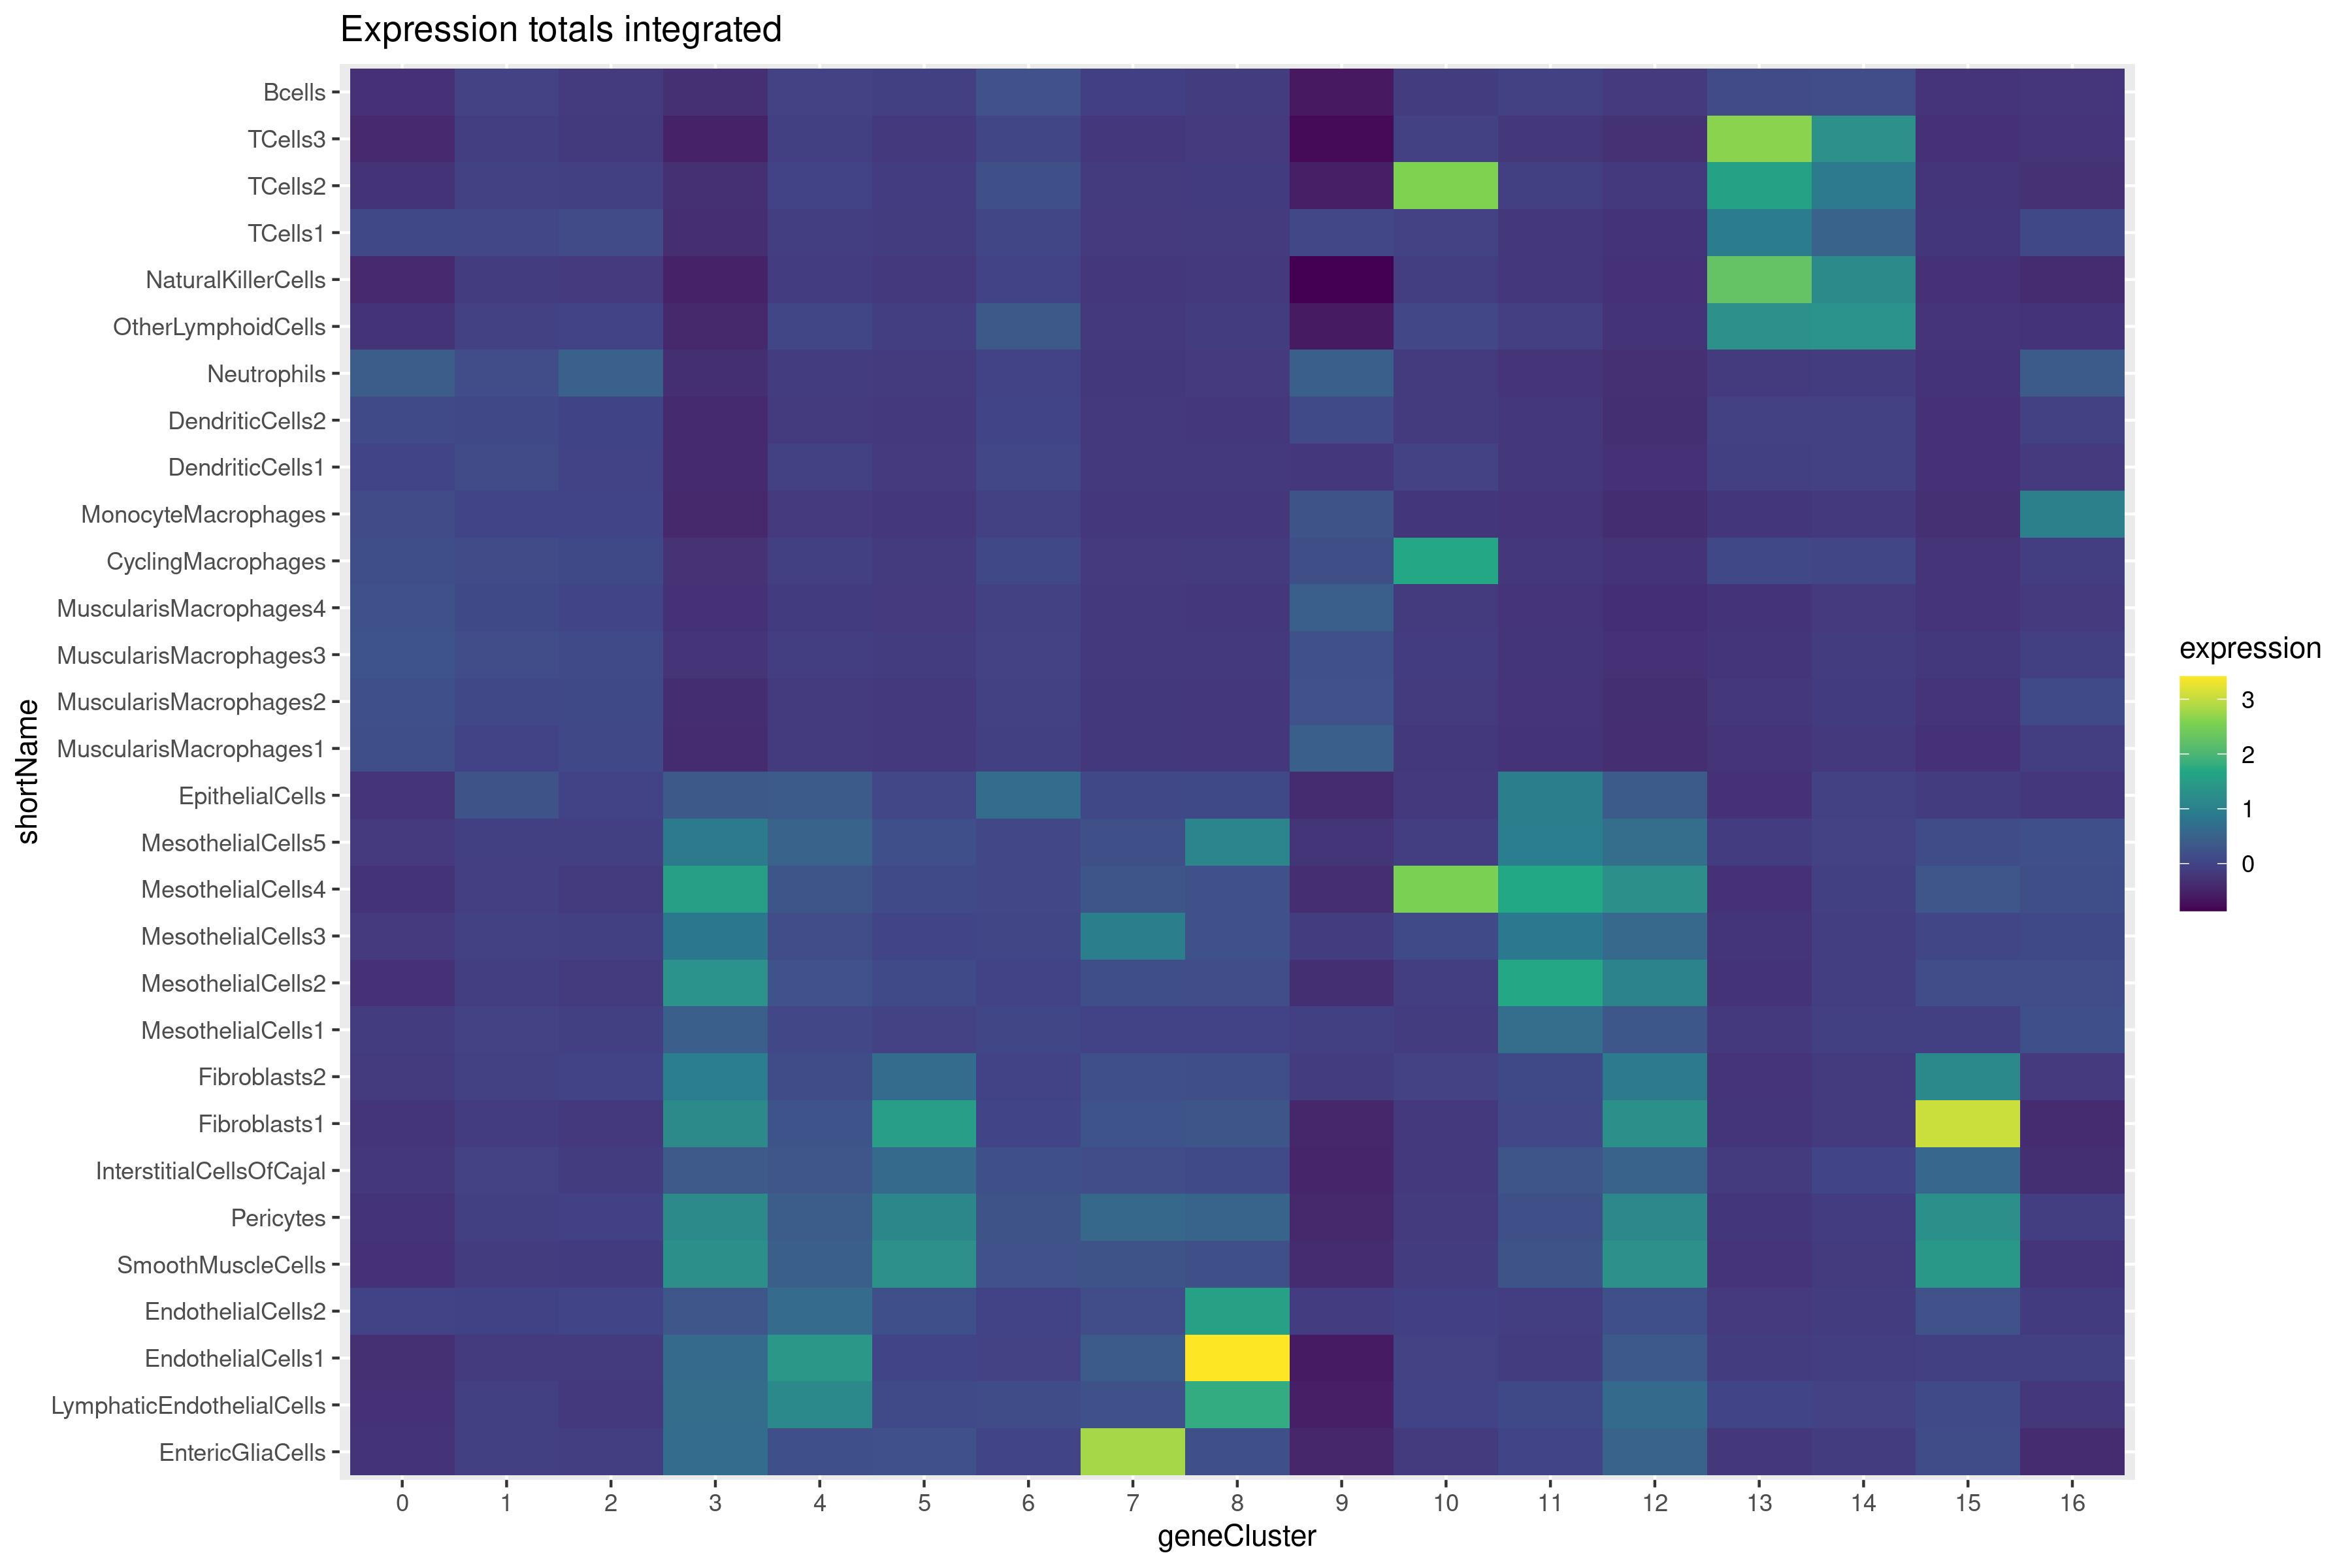 Expression totals integrated
shortName
Bcells
TCells3
TCells2
TCells1
NaturalKillerCells
OtherLymphoidCells
Neutrophils
DendriticCells2
DendriticCells1
MonocyteMacrophages
CyclingMacrophages
MuscularisMacrophages4
MuscularisMacrophages3
MuscularisMacrophages2
MuscularisMacrophages1
EpithelialCells
MesothelialCells5
MesothelialCells4
MesothelialCells3
MesothelialCells2
MesothelialCells1
Fibroblasts2
Fibroblasts1
InterstitialCellsOfCajal
Pericytes
SmoothMuscleCells
EndothelialCells2
EndothelialCells1
LymphaticEndothelialCells
EntericGliaCells
0 1 2 3 4 5 6 7 8 9 10 11 12 13 14 15 16
geneCluster
expression
3
2
1
0